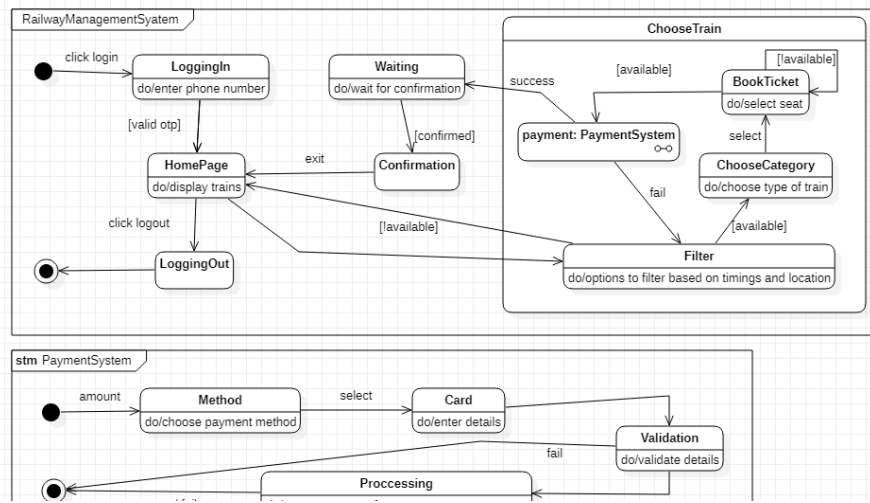 RailwayManagementSyatem
ChooseTrain
click login
LoggingIn
do/enter phone number
Waiting
do/wait for confirmation
success
[available]
[!available]
BookTicket
do/select seat
[valid otp]
[confirmed]
payment: PaymentSystem
select
HomePage
do/display trains
exit
Confirmation
ChooseCategory
do/choose type of train
fail
click logout
[!available]
[available]
LoggingOut
Filter
do/options to filter based on timings and location
stm PaymentSystem
amount
Method
do/choose payment method
select
Card
do/enter details
Validation
do/validate details
fail
Proccessing